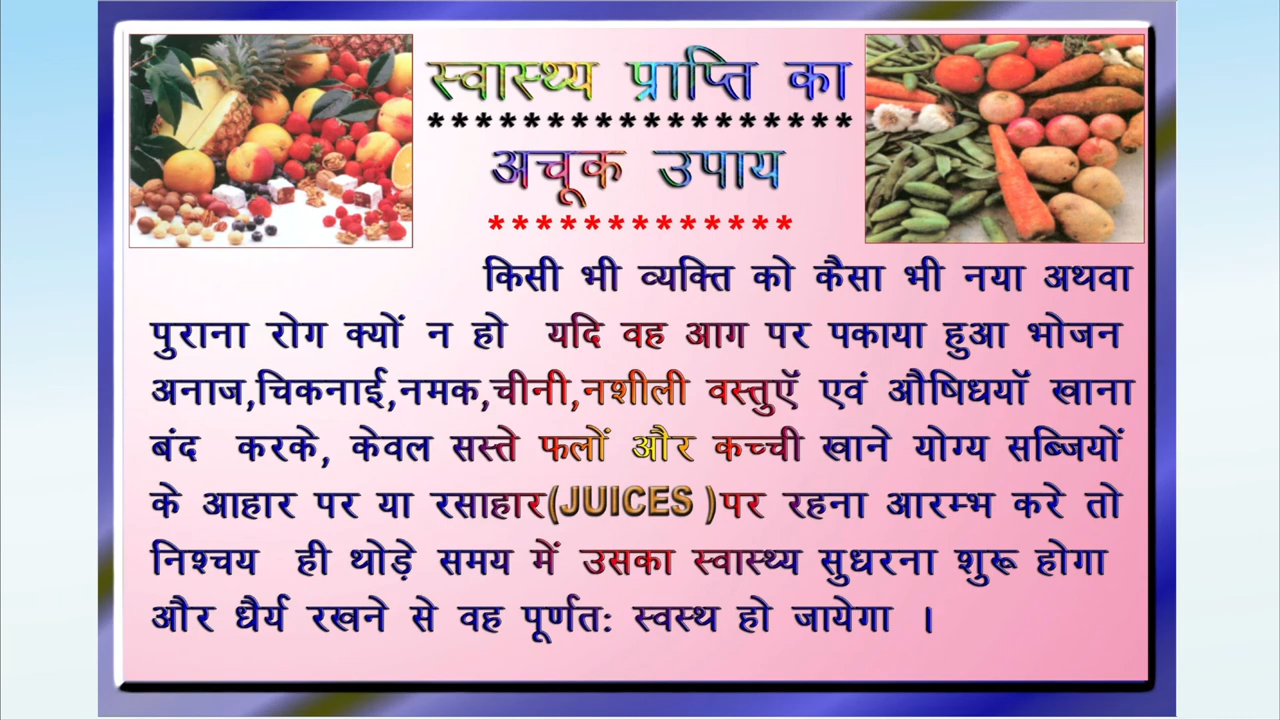 स्वास्थ्य प्राप्ति का
******************
अचूक उपाय
*************
किसी भी व्यक्ति को कैसा भी नया अथवा
पुराना रोग क्यों न हो यदि वह आग पर पकाया हुआ भोजन
अनाज,चिकनाई,नमक,चीनी,नशीली वस्तुएॅ एवं औषिधयॉ खाना
बंद करके, केवल सस्ते फलों और कच्ची खाने योग्य सब्जियों
के आहार पर या रसाहार(JUICES )पर रहना आरम्भ करे तो
निश्चय ही थोड़े समय में उसका स्वास्थ्य सुधरना शुरू होगा
और धैर्य रखने से वह पूर्णतः स्वस्थ हो जायेगा ।